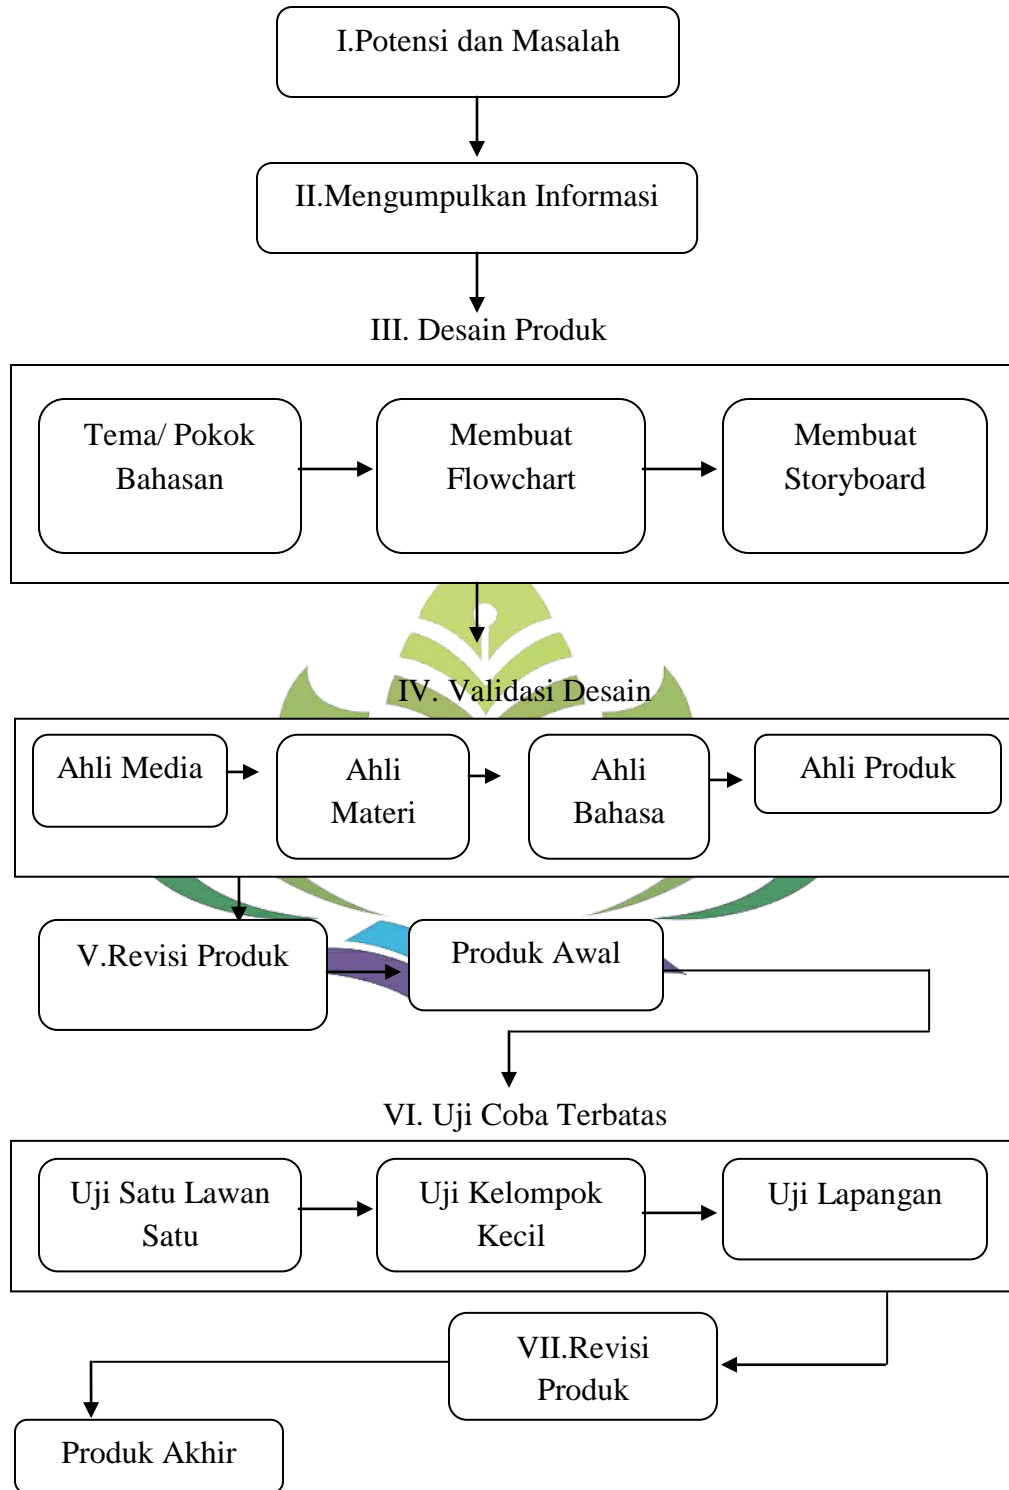 I.Potensi dan Masalah
II.Mengumpulkan Informasi
III. Desain Produk
Tema/ Pokok
Bahasan
Membuat
Flowchart
Membuat
Storyboard
IV. Validasi Desain
Ahli Media
Ahli
Materi
Ahli
Bahasa
Ahli Produk
V.Revisi Produk
Produk Awal
VI. Uji Coba Terbatas
Uji Satu Lawan
Satu
Uji Kelompok
Kecil
Uji Lapangan
VII.Revisi
Produk
Produk Akhir